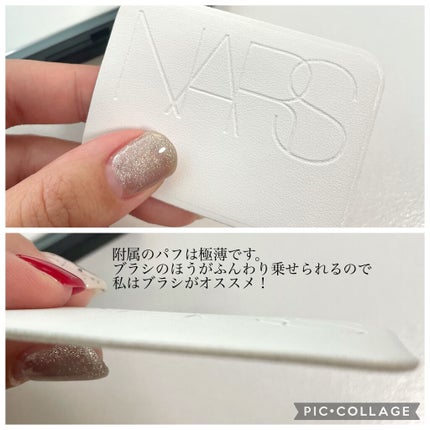 NARS
附属のパフは極薄です。
ブラシのほうがふんわり乗せられるので
私はブラシがオススメ！
PIC•COLLAGE